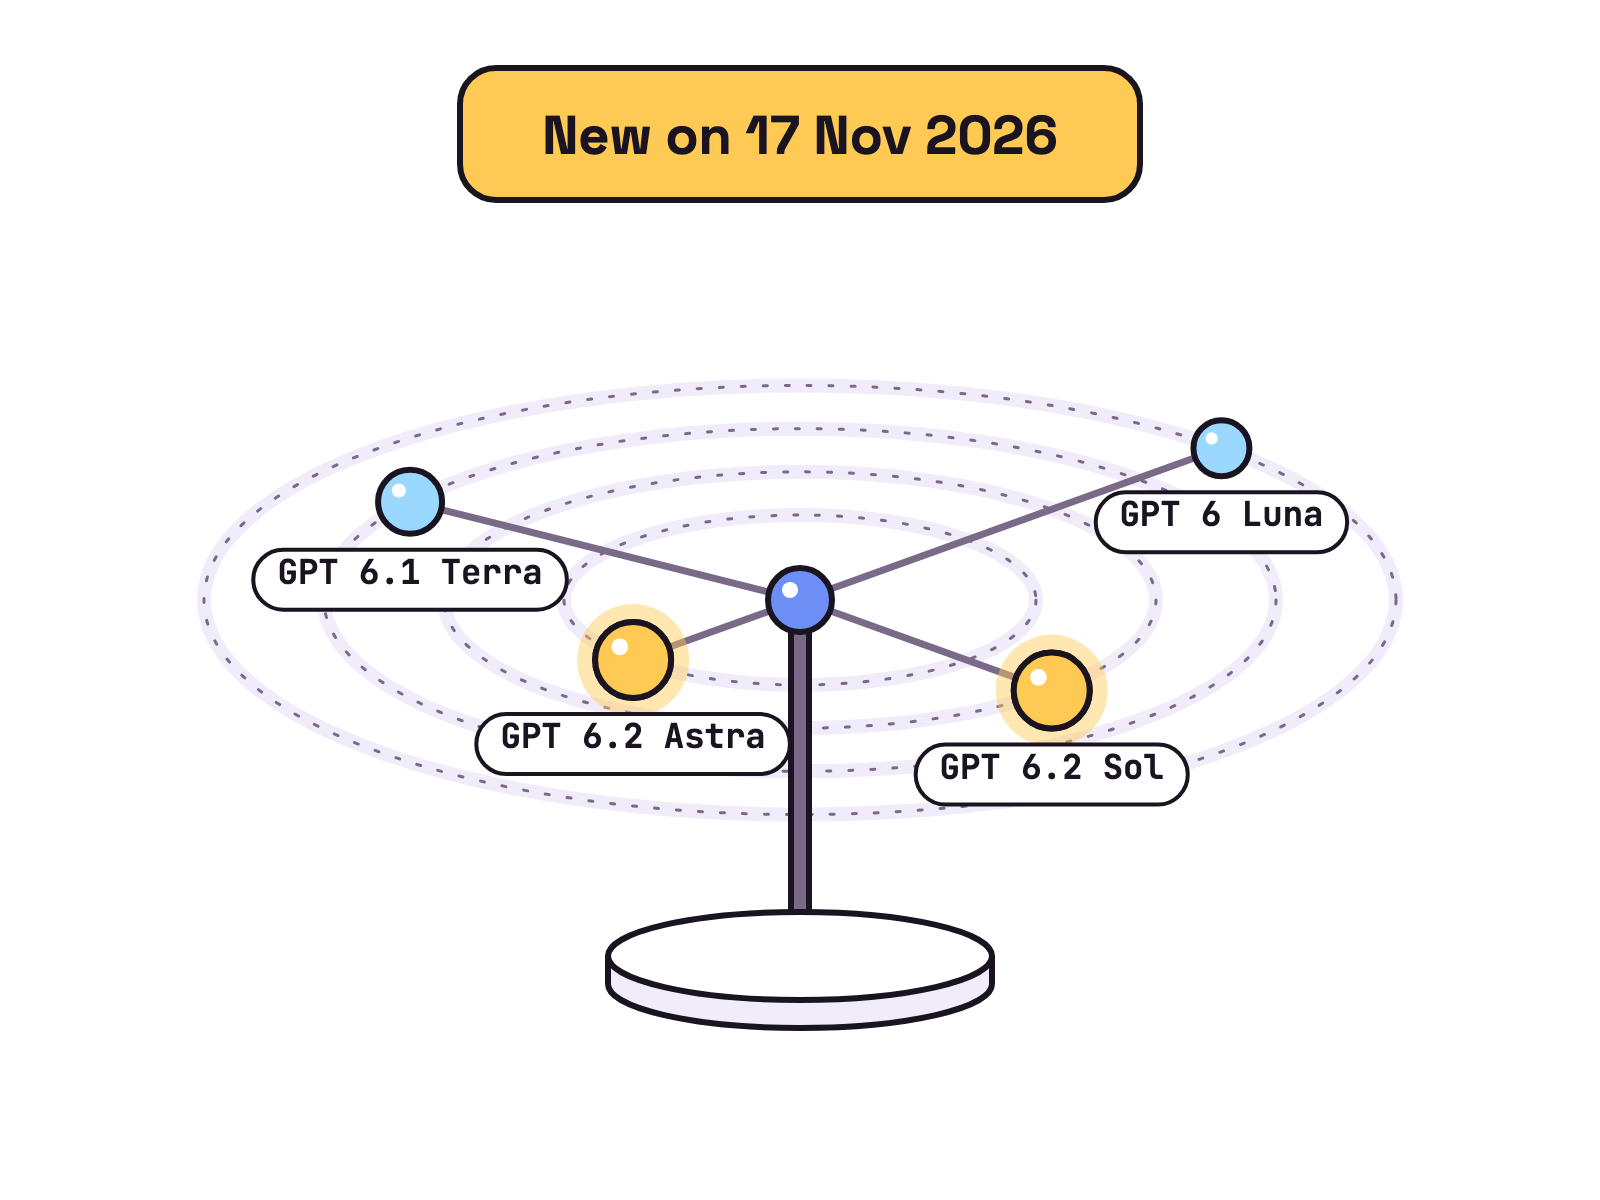 New on 17 Nov 2026
GPT 6 Luna
GPT 6.1 Terra
GPT 6.2 Astra
GPT 6.2 Sol